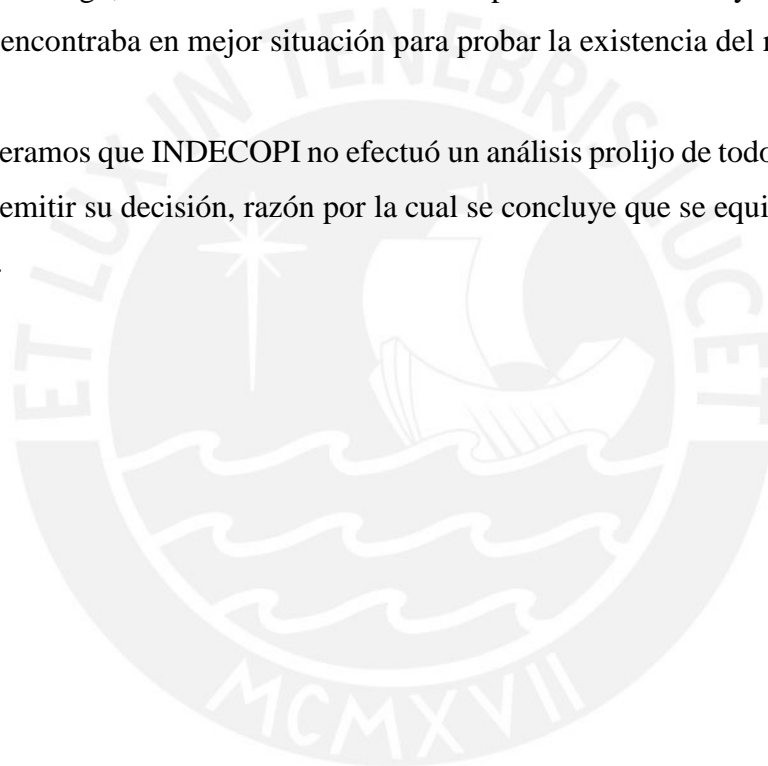 encontraba en mejor situación para probar la existencia del
eramos que INDECOPI no efectuó un análisis prolijo de todo
emitir su decisión, razón por la cual se concluye que se equi
ET LUX IN TENEBRIS LUCET
MCMXVII